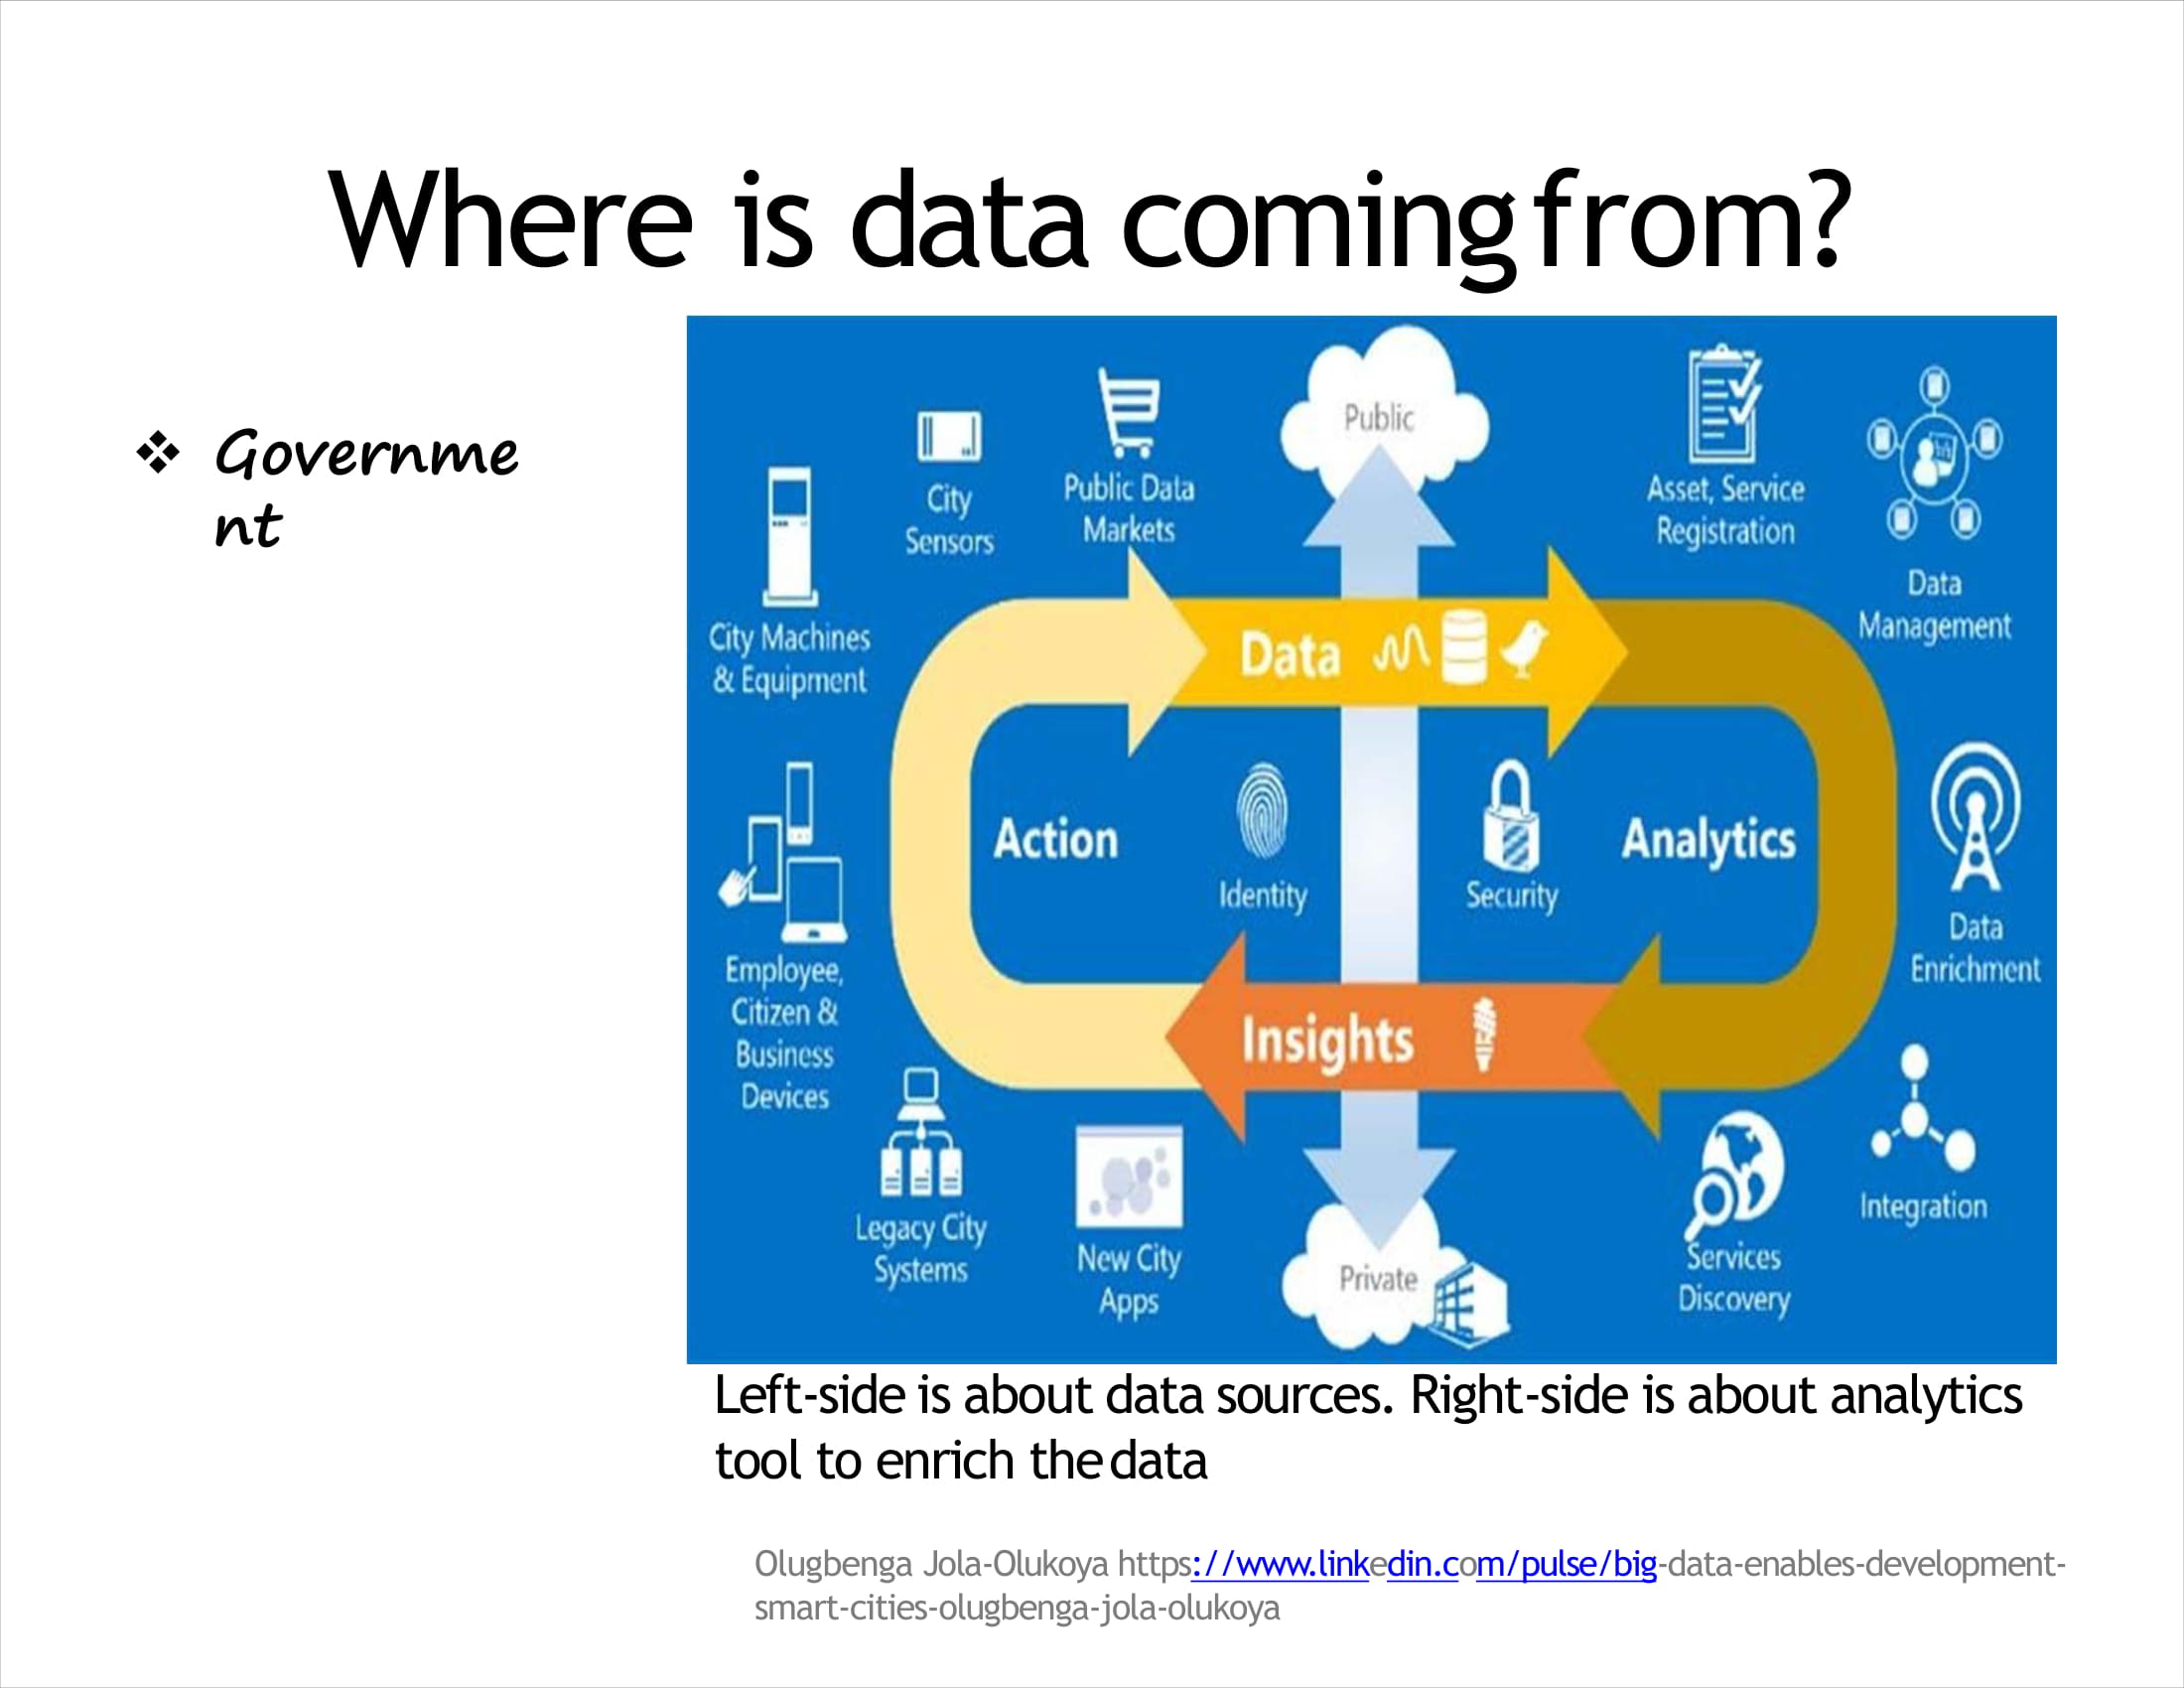 Where is data coming from?
❖ Governme
nt
Public
City
Sensors
Public Data
Markets
Asset, Service
Registration
Data
Management
City Machines
& Equipment
Data
Action
Identity
Security
Analytics
Employee,
Citizen &
Business
Devices
Data
Enrichment
Insights
Legacy City
Systems
New City
Apps
Private
Services
Discovery
Integration
Left-side is about data sources. Right-side is about analytics
tool to enrich the data
Olugbenga Jola-Olukoya https://www.linkedin.com/pulse/big-data-enables-development-
smart-cities-olugbenga-jola-olukoya